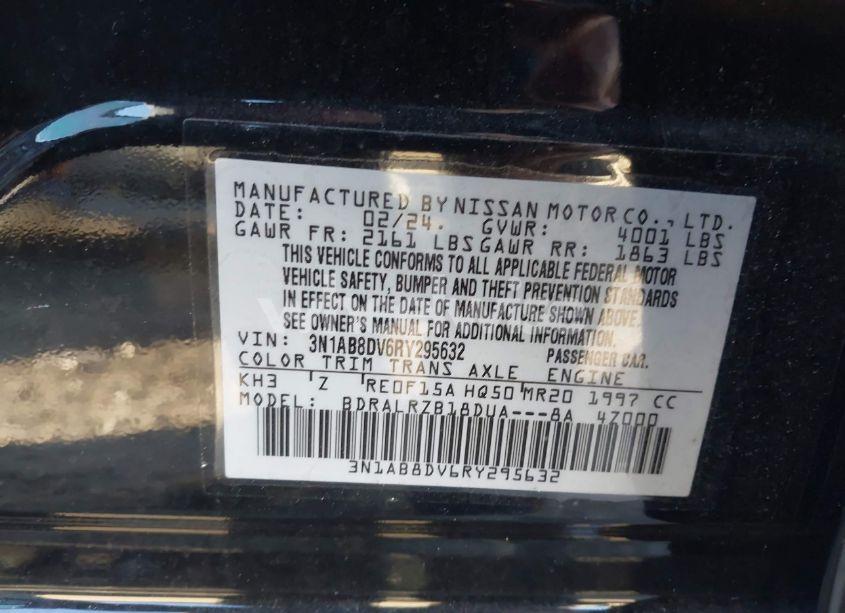 MANUFACTURED BY NISSAN MOTOR CO., LTD.
DATE: 02/24. GVWR: 4001 LBS
GAWR FR: 2161 LBS GAWR RR: 1863 LBS
THIS VEHICLE CONFORMS TO ALL APPLICABLE FEDERAL MOTOR
VEHICLE SAFETY, BUMPER AND THEFT PREVENTION STANDARDS
IN EFFECT ON THE DATE OF MANUFACTURE SHOWN ABOVE.
SEE OWNER'S MANUAL FOR ADDITIONAL INFORMATION.
VIN: 3N1AB8DV6RY295632 PASSENGER CAR.
COLOR TRIM TRANS AXLE ENGINE
KH3 Z RE0F15A HQ50 MR20 1997 CC
MODEL: BDRALRZB18DUA---8A 4Z000
3N1AB8DV6RY295632